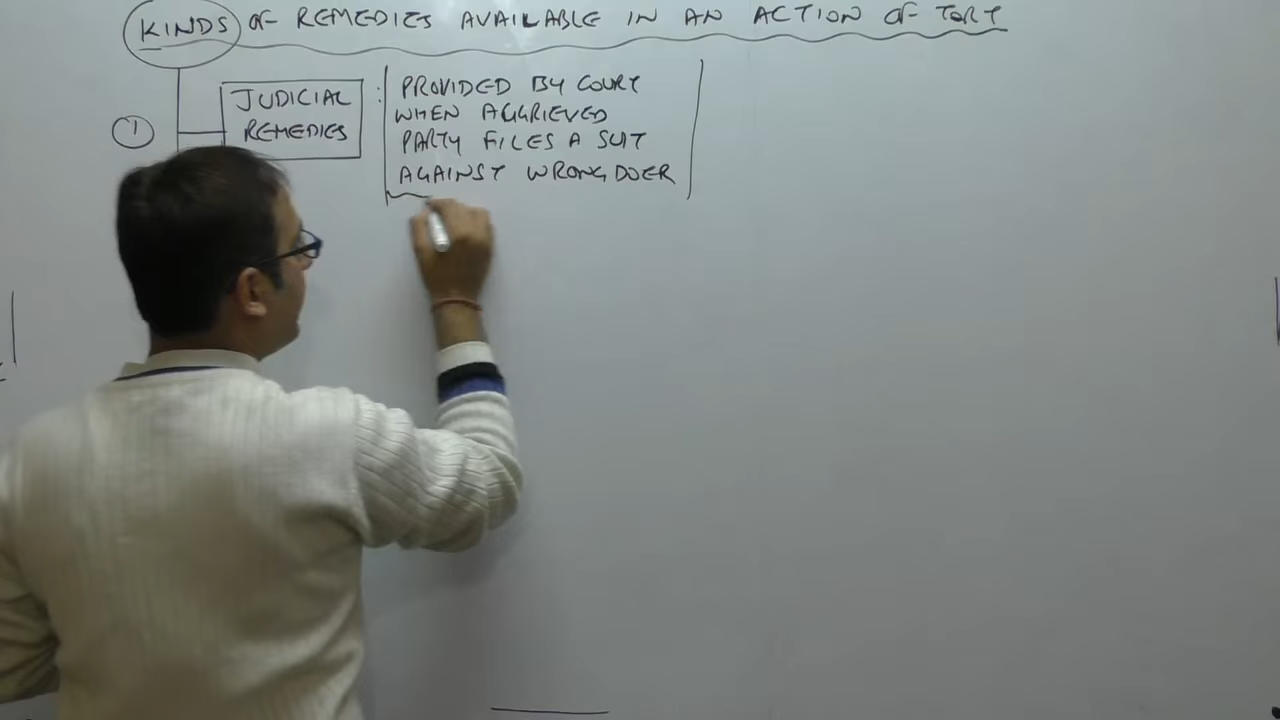 KINDS OF REMEDIES AVAILABLE IN AN ACTION OF TORT
① JUDICIAL REMEDIES : PROVIDED BY COURT
WHEN AGGRIEVED
PARTY FILES A SUIT
AGAINST WRONGDOER